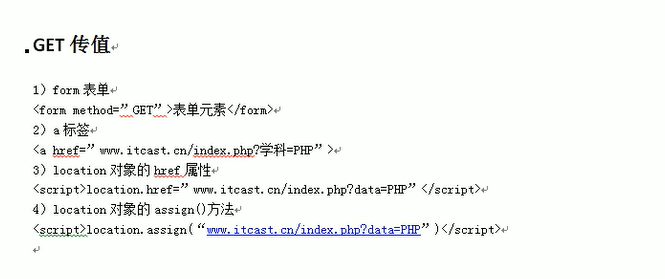 GET 传值
1）form 表单
<form method=”GET”>表单元素</form>
2）a 标签
<a href=”www.itcast.cn/index.php?学科=PHP”>
3）location 对象的 href 属性
<script>location.href=”www.itcast.cn/index.php?data=PHP”</script>
4）location 对象的 assign()方法
<script>location.assign(“www.itcast.cn/index.php?data=PHP”)</script>